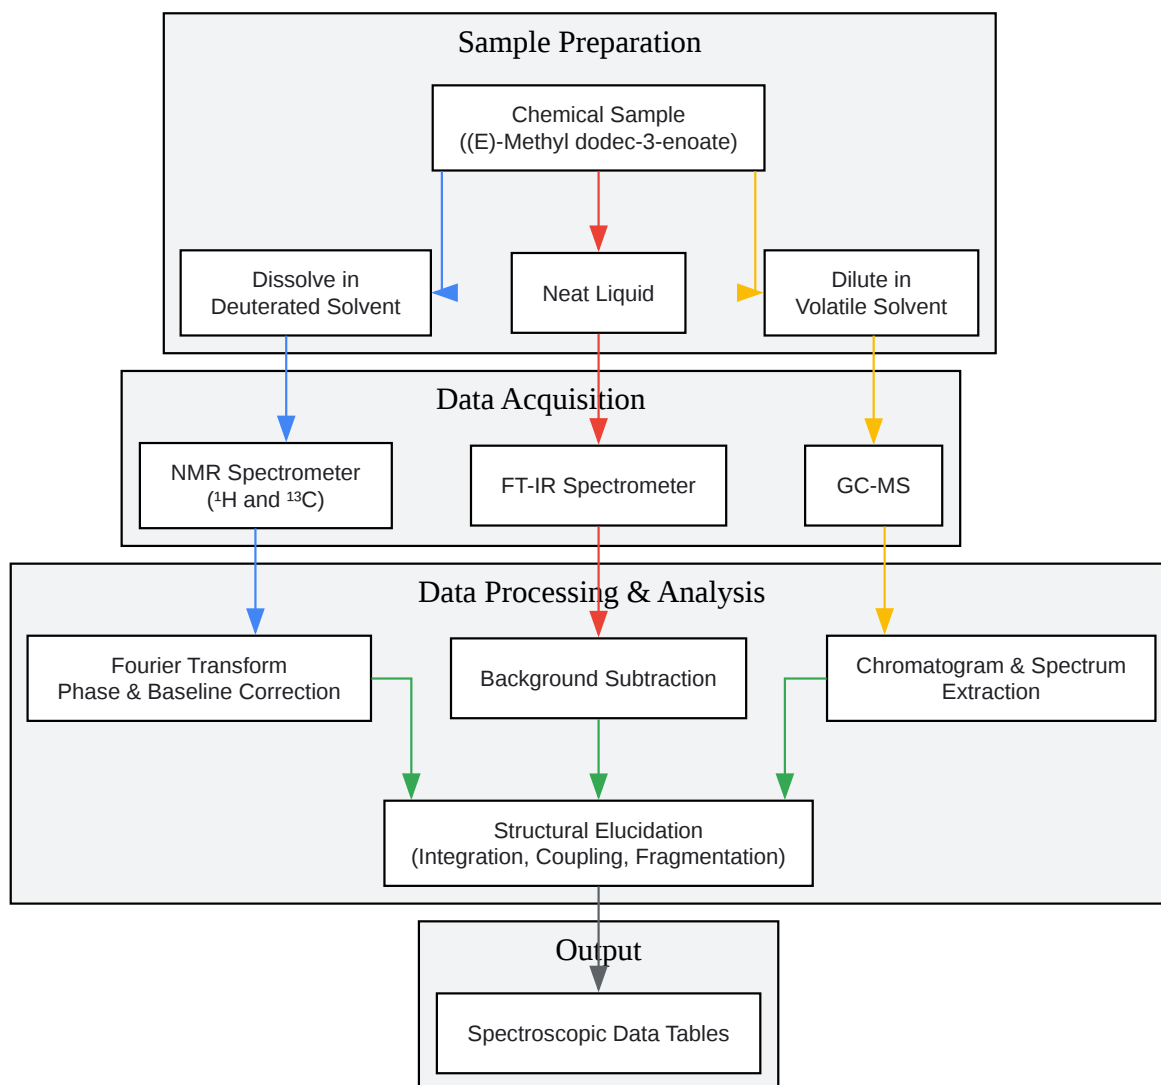 Sample Preparation
Chemical Sample
((E)-Methyl dodec-3-enoate)
Dissolve in
Deuterated Solvent
Neat Liquid
Dilute in
Volatile Solvent
Data Acquisition
NMR Spectrometer
(¹H and ¹³C)
FT-IR Spectrometer
GC-MS
Data Processing & Analysis
Fourier Transform
Phase & Baseline Correction
Background Subtraction
Chromatogram & Spectrum
Extraction
Structural Elucidation
(Integration, Coupling, Fragmentation)
Output
Spectroscopic Data Tables